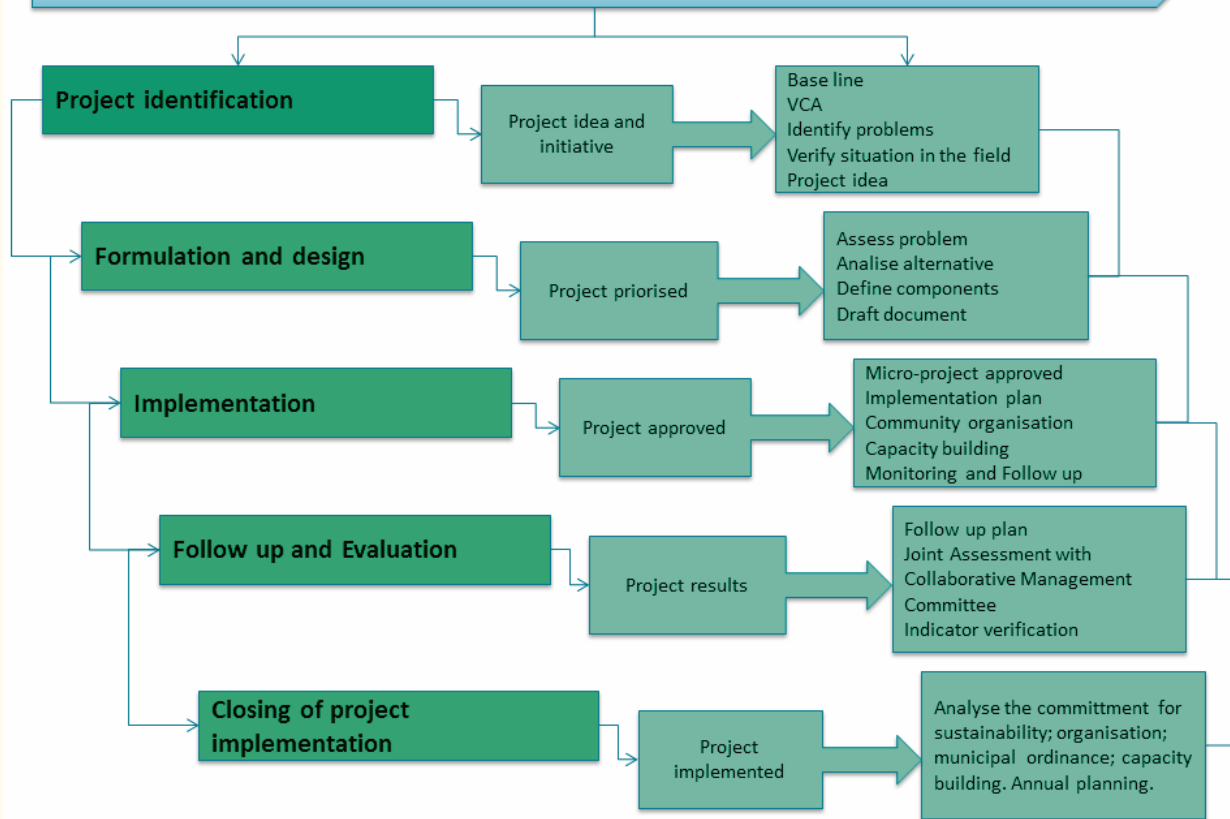 Project identification
Project idea and
initiative
Base line
VCA
Identify problems
Verify situation in the field
Project idea
Formulation and design
Project priorised
Assess problem
Analise alternative
Define components
Draft document
Implementation
Project approved
Micro-project approved
Implementation plan
Community organisation
Capacity building
Monitoring and Follow up
Follow up and Evaluation
Project results
Follow up plan
Joint Assessment with
Collaborative Management
Committee
Indicator verification
Closing of project
implementation
Project
implemented
Analyse the committment for
sustainability; organisation;
municipal ordinance; capacity
building. Annual planning.